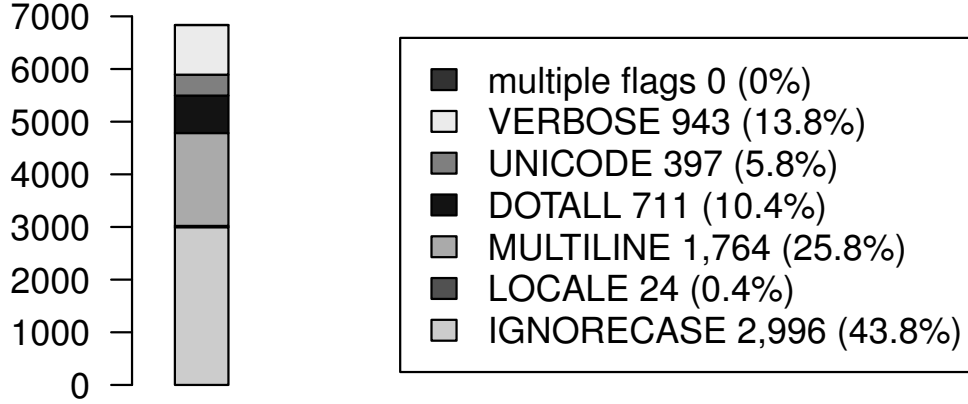 7000
6000
5000
4000
3000
2000
1000
0
multiple flags 0 (0%)
VERBOSE 943 (13.8%)
UNICODE 397 (5.8%)
DOTALL 711 (10.4%)
MULTILINE 1,764 (25.8%)
LOCALE 24 (0.4%)
IGNORECASE 2,996 (43.8%)